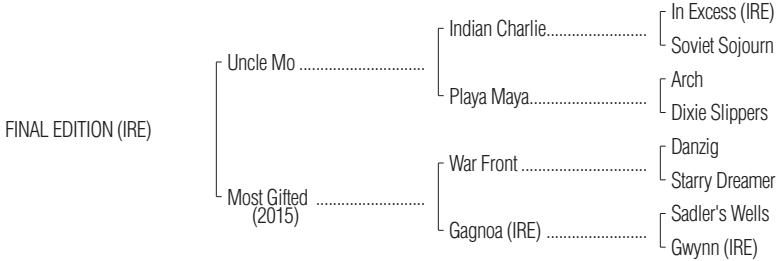 In Excess (IRE)
Indian Charlie..........................
Soviet Sojourn
Uncle Mo ................................
Arch
Playa Maya..............................
Dixie Slippers
FINAL EDITION (IRE)
Danzig
War Front ................................
Starry Dreamer
Most Gifted ............................
(2015)
Sadler's Wells
Gagnoa (IRE) ..........................
Gwynn (IRE)